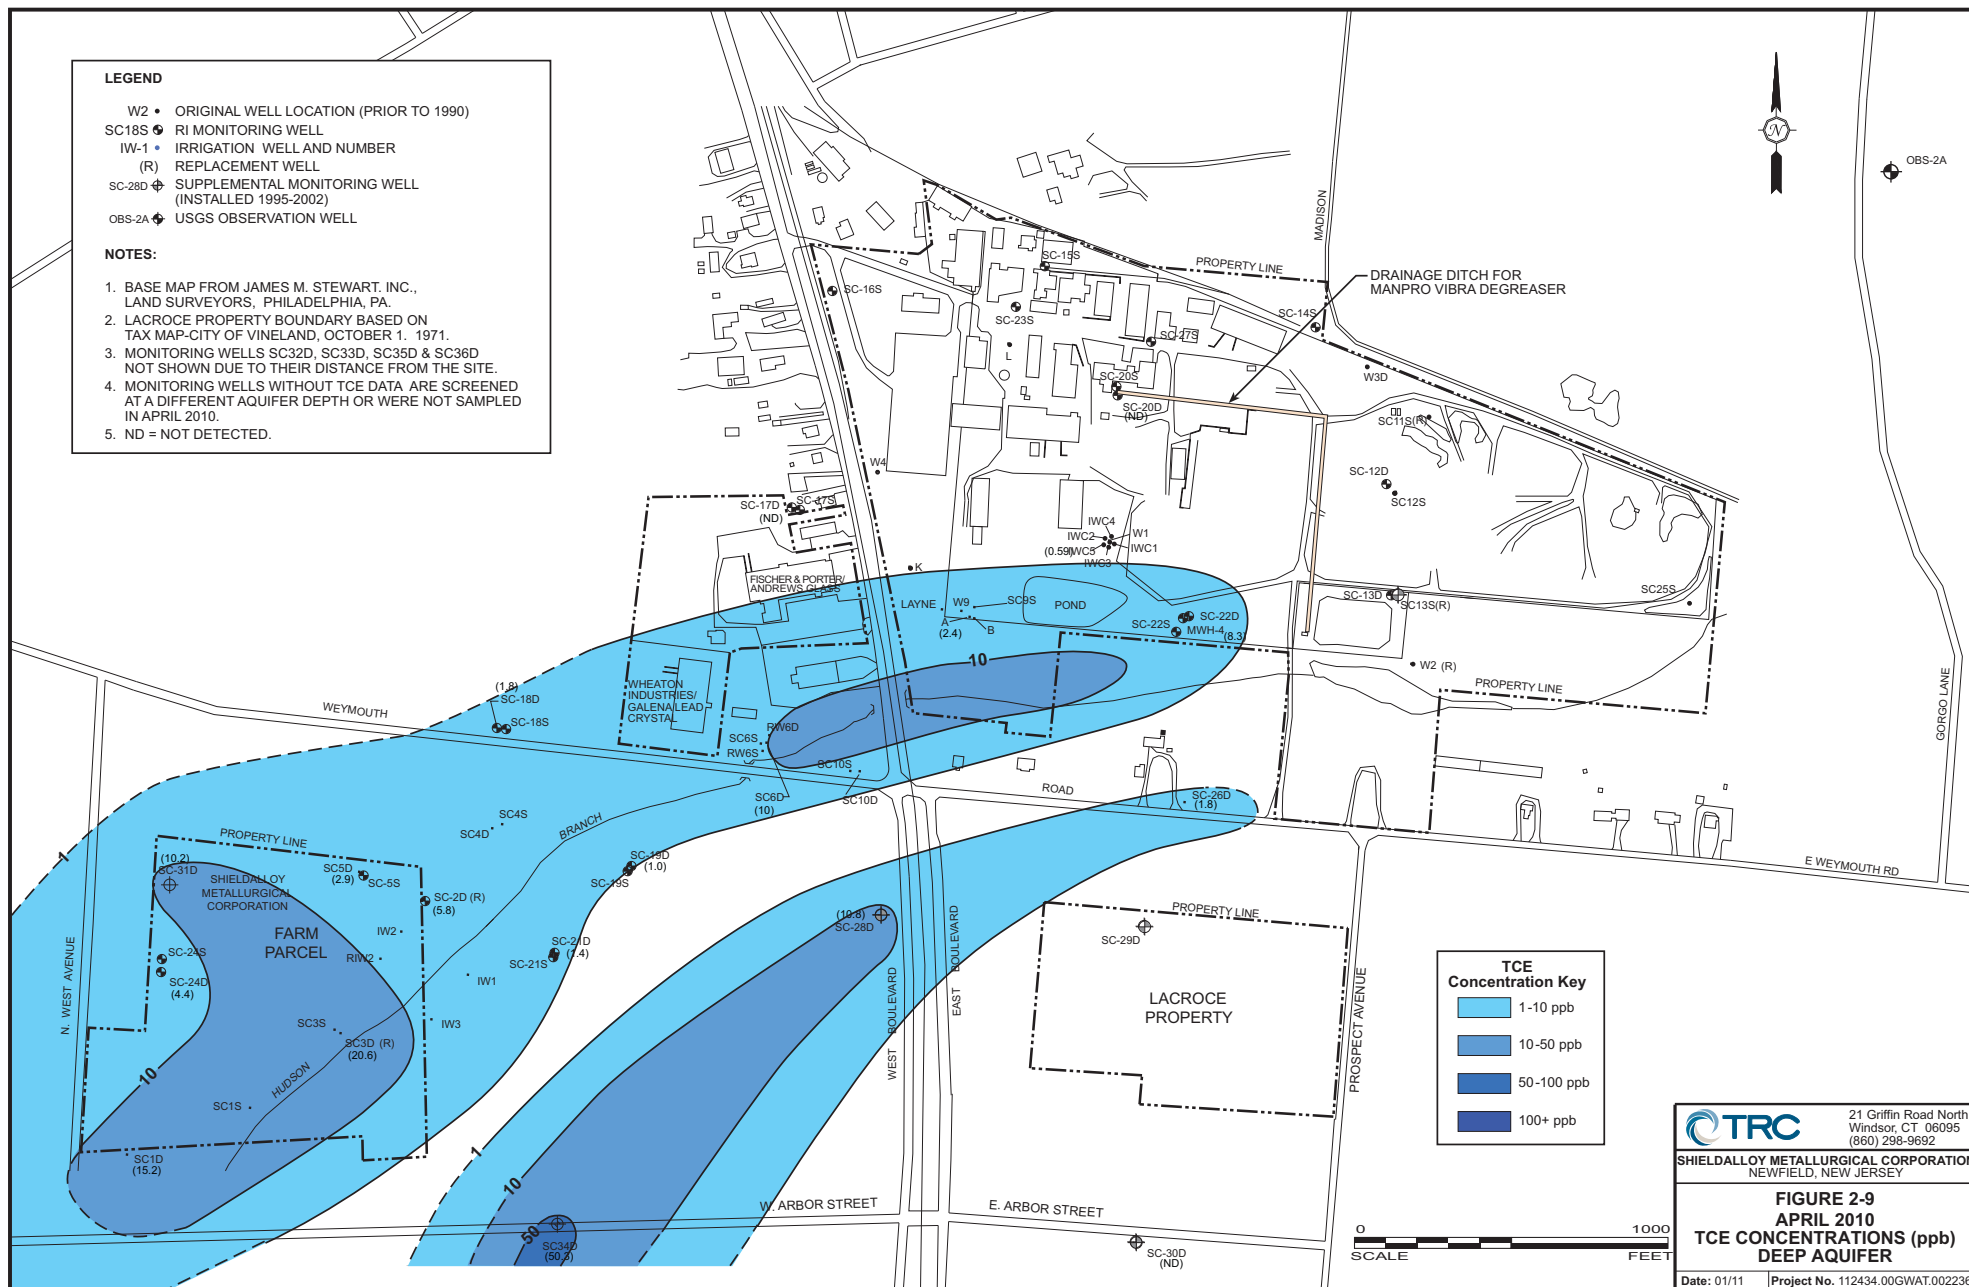 LEGEND
W2 ORIGINAL WELL LOCATION (PRIOR TO 1990)
SC18S RI MONITORING WELL
IW-1 IRRIGATION WELL AND NUMBER
(R) REPLACEMENT WELL
SC-28D SUPPLEMENTAL MONITORING WELL
(INSTALLED 1995-2002)
OBS-2A USGS OBSERVATION WELL
NOTES:
1. BASE MAP FROM JAMES M. STEWART. INC.,
LAND SURVEYORS, PHILADELPHIA, PA.
2. LACROCE PROPERTY BOUNDARY BASED ON
TAX MAP-CITY OF VINELAND, OCTOBER 1. 1971.
3. MONITORING WELLS SC32D, SC33D, SC35D & SC36D
NOT SHOWN DUE TO THEIR DISTANCE FROM THE SITE.
4. MONITORING WELLS WITHOUT TCE DATA ARE SCREENED
AT A DIFFERENT AQUIFER DEPTH OR WERE NOT SAMPLED
IN APRIL 2010.
5. ND = NOT DETECTED.
N
OBS-2A
MADISON
PROPERTY LINE
DRAINAGE DITCH FOR
MANPRO VIBRA DEGREASER
SC-15S
SC-16S
SC-23S
SC-14S
SC-27S
L
W3D
SC-20S
SC-20D
(ND)
SC11S(R)
W4
SC-12D
SC12S
SC-17D
(ND)
SC-17S
IWC4
IWC2
W1
(0.59)
IWC5
IWC1
IWC3
K
FISCHER & PORTER/
ANDREWS GLASS
LAYNE
W9
SC9S
POND
A
(2.4)
B
SC-22S
SC-22D
MWH-4
(8.3)
SC-13D
SC13S(R)
SC25S
W2 (R)
PROPERTY LINE
GORGO LANE
10
WHEATON
INDUSTRIES/
GALENA LEAD
CRYSTAL
(1.8)
SC-18D
SC-18S
WEYMOUTH
RW6D
SC6S
RW6S
SC10S
SC6D
(10)
SC10D
ROAD
SC-26D
(1.8)
E WEYMOUTH RD
SC4S
SC4D
BRANCH
1
PROPERTY LINE
(10.2)
SC-31D
SHIELDALLOY
METALLURGICAL
CORPORATION
SC5D
(2.9)
SC-5S
SC-19D
(1.0)
SC-19S
SC-2D (R)
(5.8)
FARM
PARCEL
IW2
RIW2
SC-24S
SC-24D
(4.4)
SC-21D
(1.4)
SC-21S
IW1
IW3
SC3S
SC3D (R)
(20.6)
HUDSON
10
SC1S
SC1D
(15.2)
N. WEST AVENUE
(10.8)
SC-28D
WEST BOULEVARD
EAST BOULEVARD
PROPERTY LINE
SC-29D
LACROCE
PROPERTY
PROSPECT AVENUE
1
10
50
SC34D
(50.3)
W. ARBOR STREET
E. ARBOR STREET
SC-30D
(ND)
TCE
Concentration Key
1-10 ppb
10-50 ppb
50-100 ppb
100+ ppb
0 1000
SCALE FEET
TRC
21 Griffin Road North
Windsor, CT 06095
(860) 298-9692
SHIELDALLOY METALLURGICAL CORPORATION
NEWFIELD, NEW JERSEY
FIGURE 2-9
APRIL 2010
TCE CONCENTRATIONS (ppb)
DEEP AQUIFER
Date: 01/11
Project No. 112434.00GWAT.002236